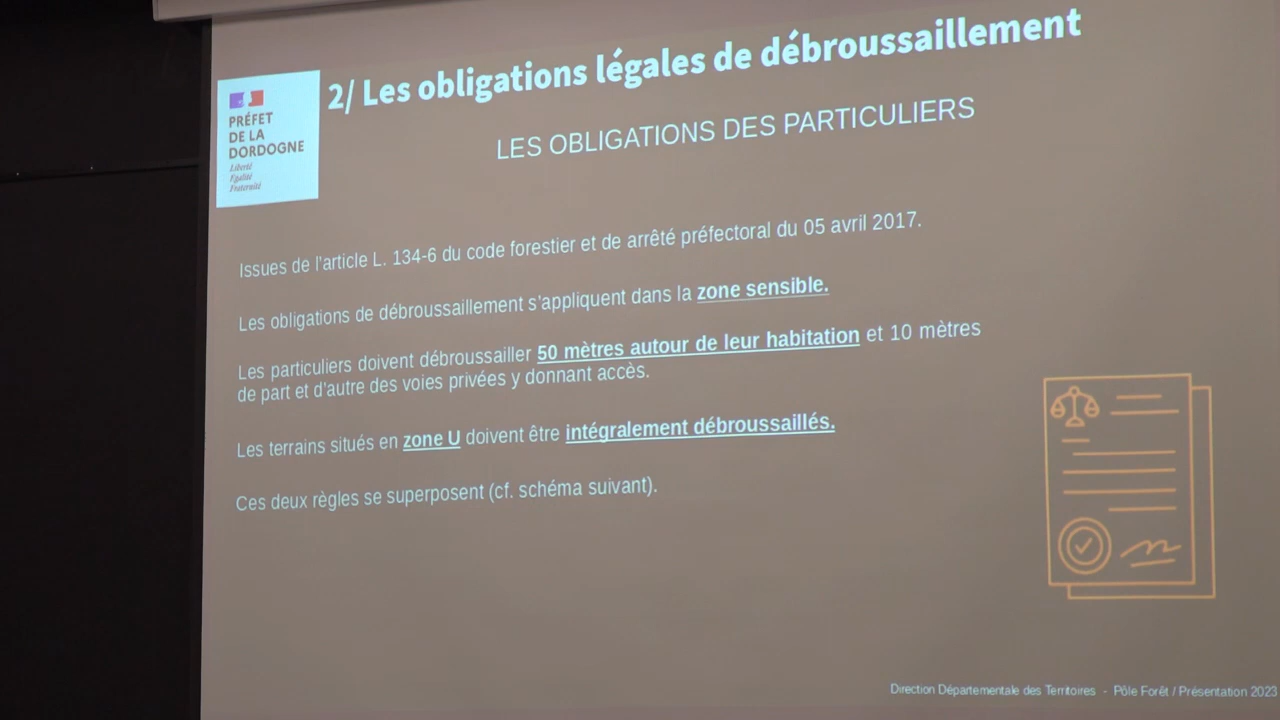 2/ Les obligations légales de débroussaillement
PRÉFET
DE LA
DORDOGNE
Liberté
Égalité
Fraternité
LES OBLIGATIONS DES PARTICULIERS
Issues de l'article L. 134-6 du code forestier et de arrêté préfectoral du 05 avril 2017.
Les obligations de débroussaillement s'appliquent dans la zone sensible.
Les particuliers doivent débroussailler 50 mètres autour de leur habitation et 10 mètres
de part et d'autre des voies privées y donnant accès.
Les terrains situés en zone U doivent être intégralement débroussaillés.
Ces deux règles se superposent (cf. schéma suivant).
Direction Départementale des Territoires - Pôle Forêt / Présentation 2023